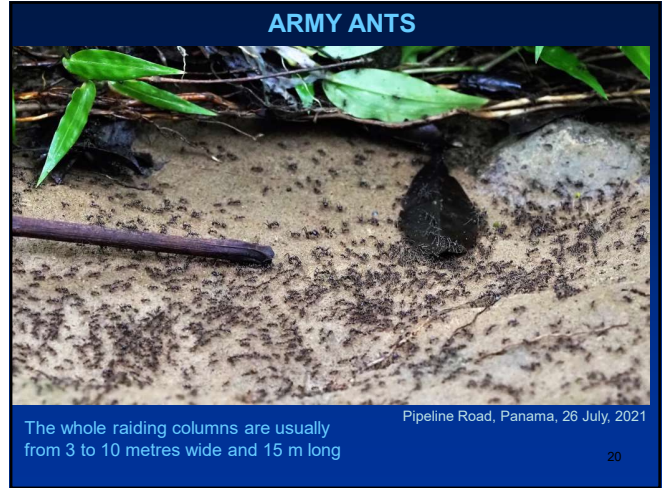 ARMY ANTS
Pipeline Road, Panama, 26 July, 2021
The whole raiding columns are usually
from 3 to 10 metres wide and 15 m long
20